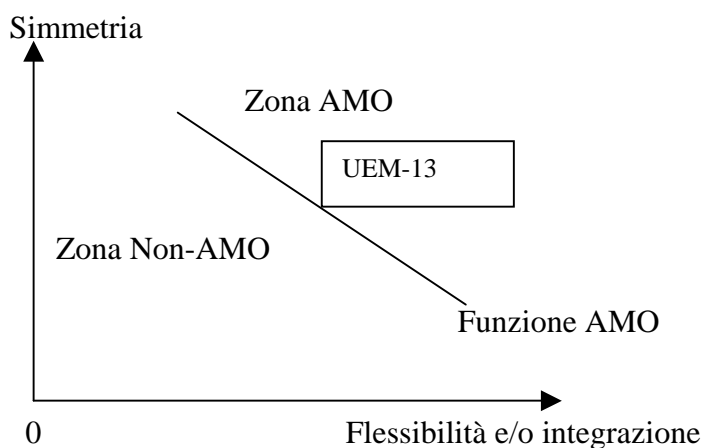 Simmetria
Zona AMO
UEM-13
Zona Non-AMO
Funzione AMO
0 Flessibilità e/o integrazione